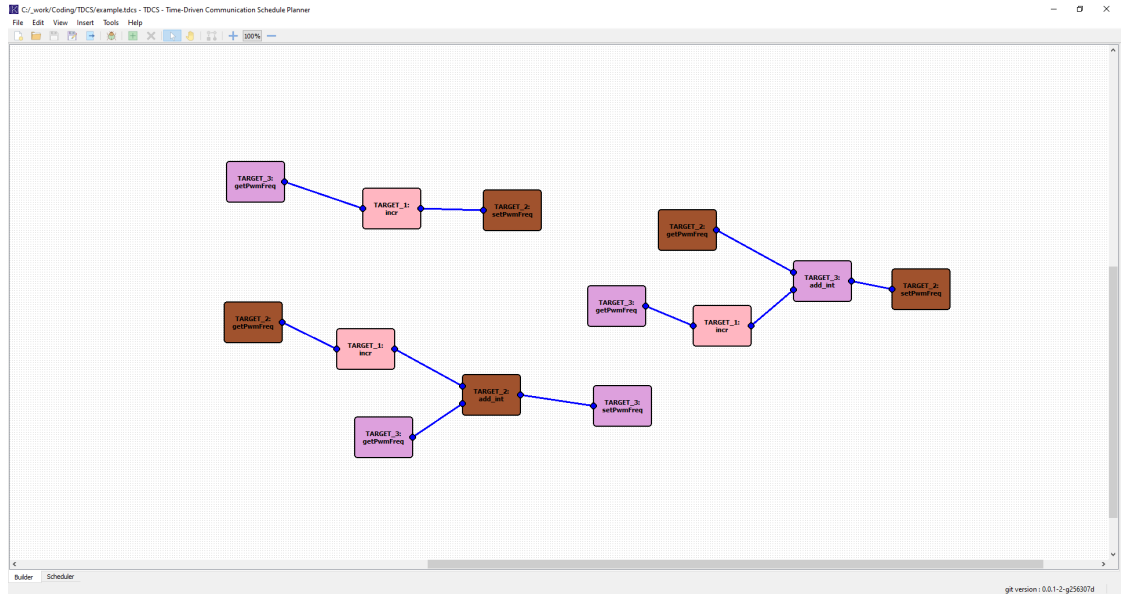 C:/_work/Coding/TDCS/example.tdcs - TDCS - Time-Driven Communication Schedule Planner
File Edit View Insert Tools Help
100%
TARGET_3:
getPwmFreq
TARGET_1:
incr
TARGET_2:
setPwmFreq
TARGET_2:
getPwmFreq
TARGET_3:
add_int
TARGET_2:
setPwmFreq
TARGET_3:
getPwmFreq
TARGET_1:
incr
TARGET_2:
getPwmFreq
TARGET_1:
incr
TARGET_2:
add_int
TARGET_3:
setPwmFreq
TARGET_3:
getPwmFreq
Builder Scheduler
git version : 0.0.1-2-g256307d